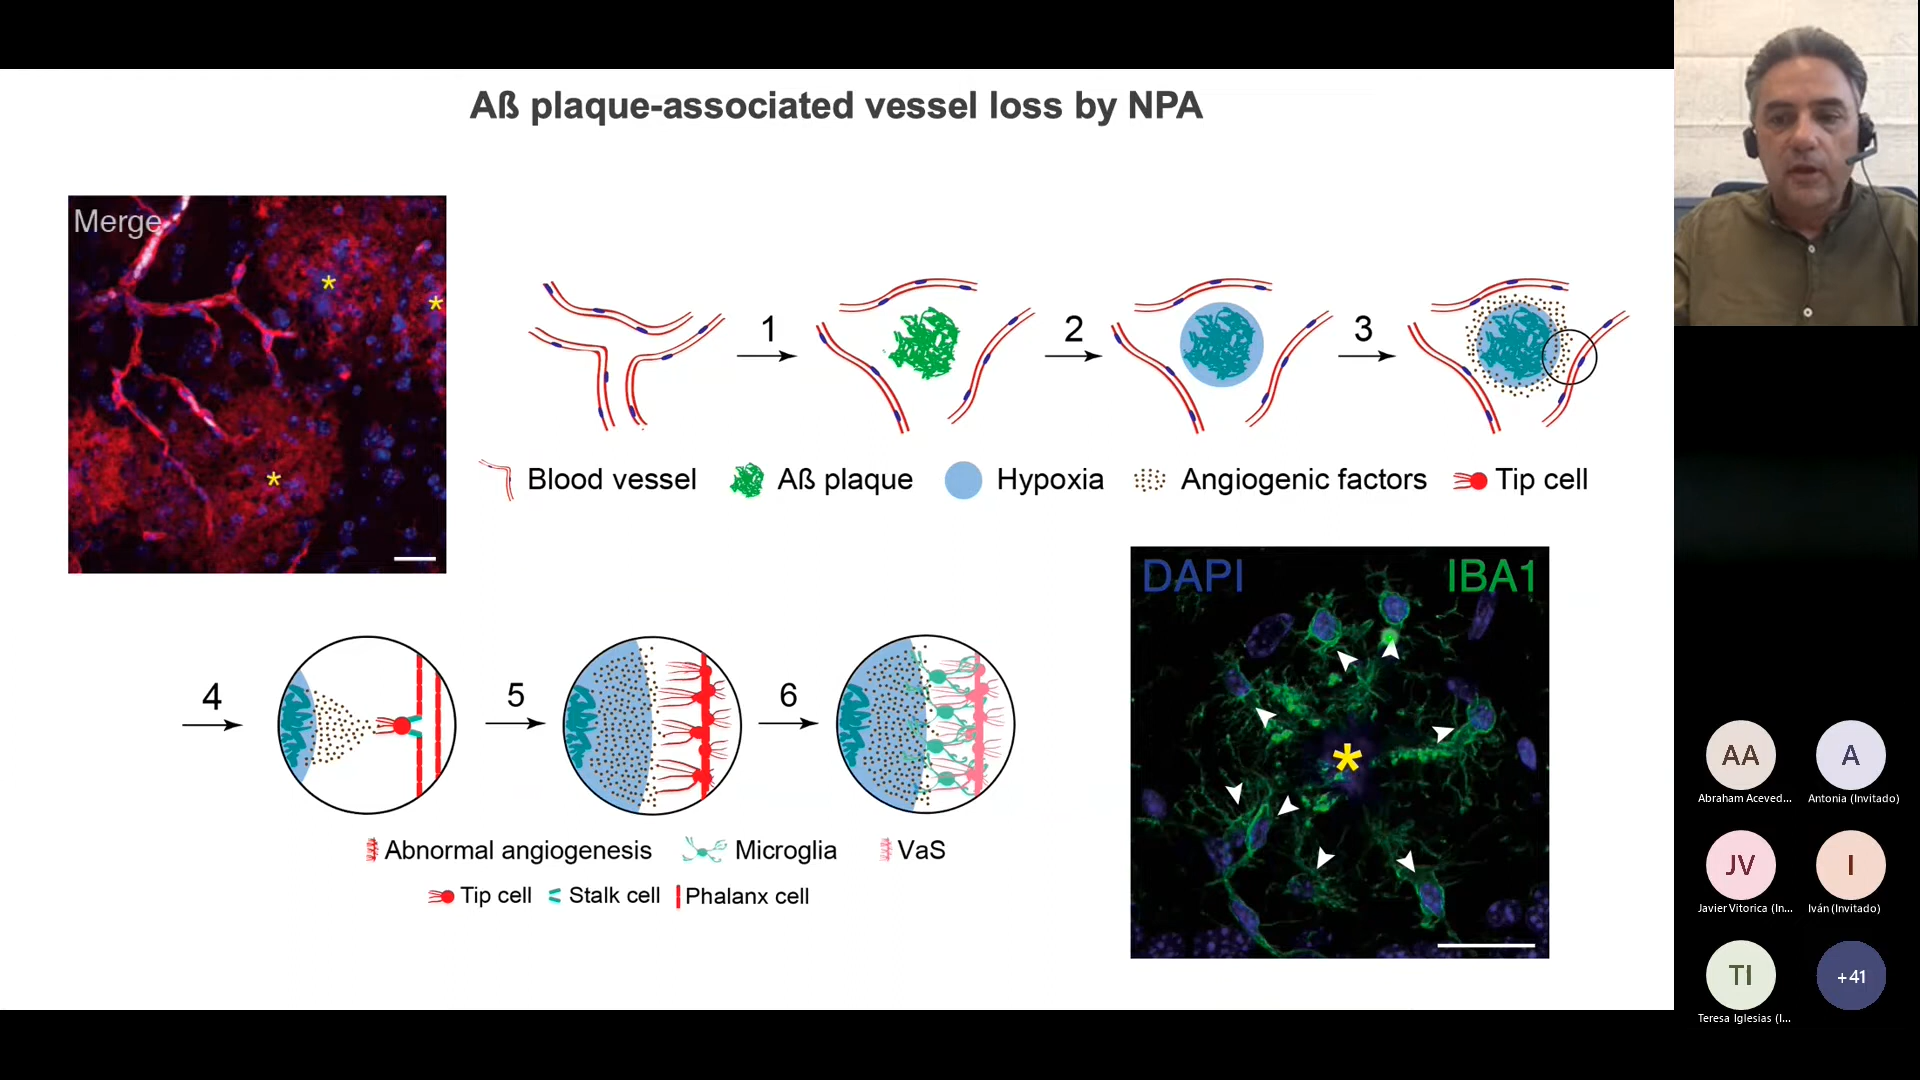 Aß plaque-associated vessel loss by NPA
Merge
1
2
3
Blood vessel
Aß plaque
Hypoxia
Angiogenic factors
Tip cell
DAPI
IBA1
4
5
6
Abnormal angiogenesis
Microglia
VaS
Tip cell
Stalk cell
Phalanx cell
AA
Abraham Aceved...
A
Antonia (Invitado)
JV
Javier Vitorica (In...
I
Iván (Invitado)
TI
Teresa Iglesias (I...
+41